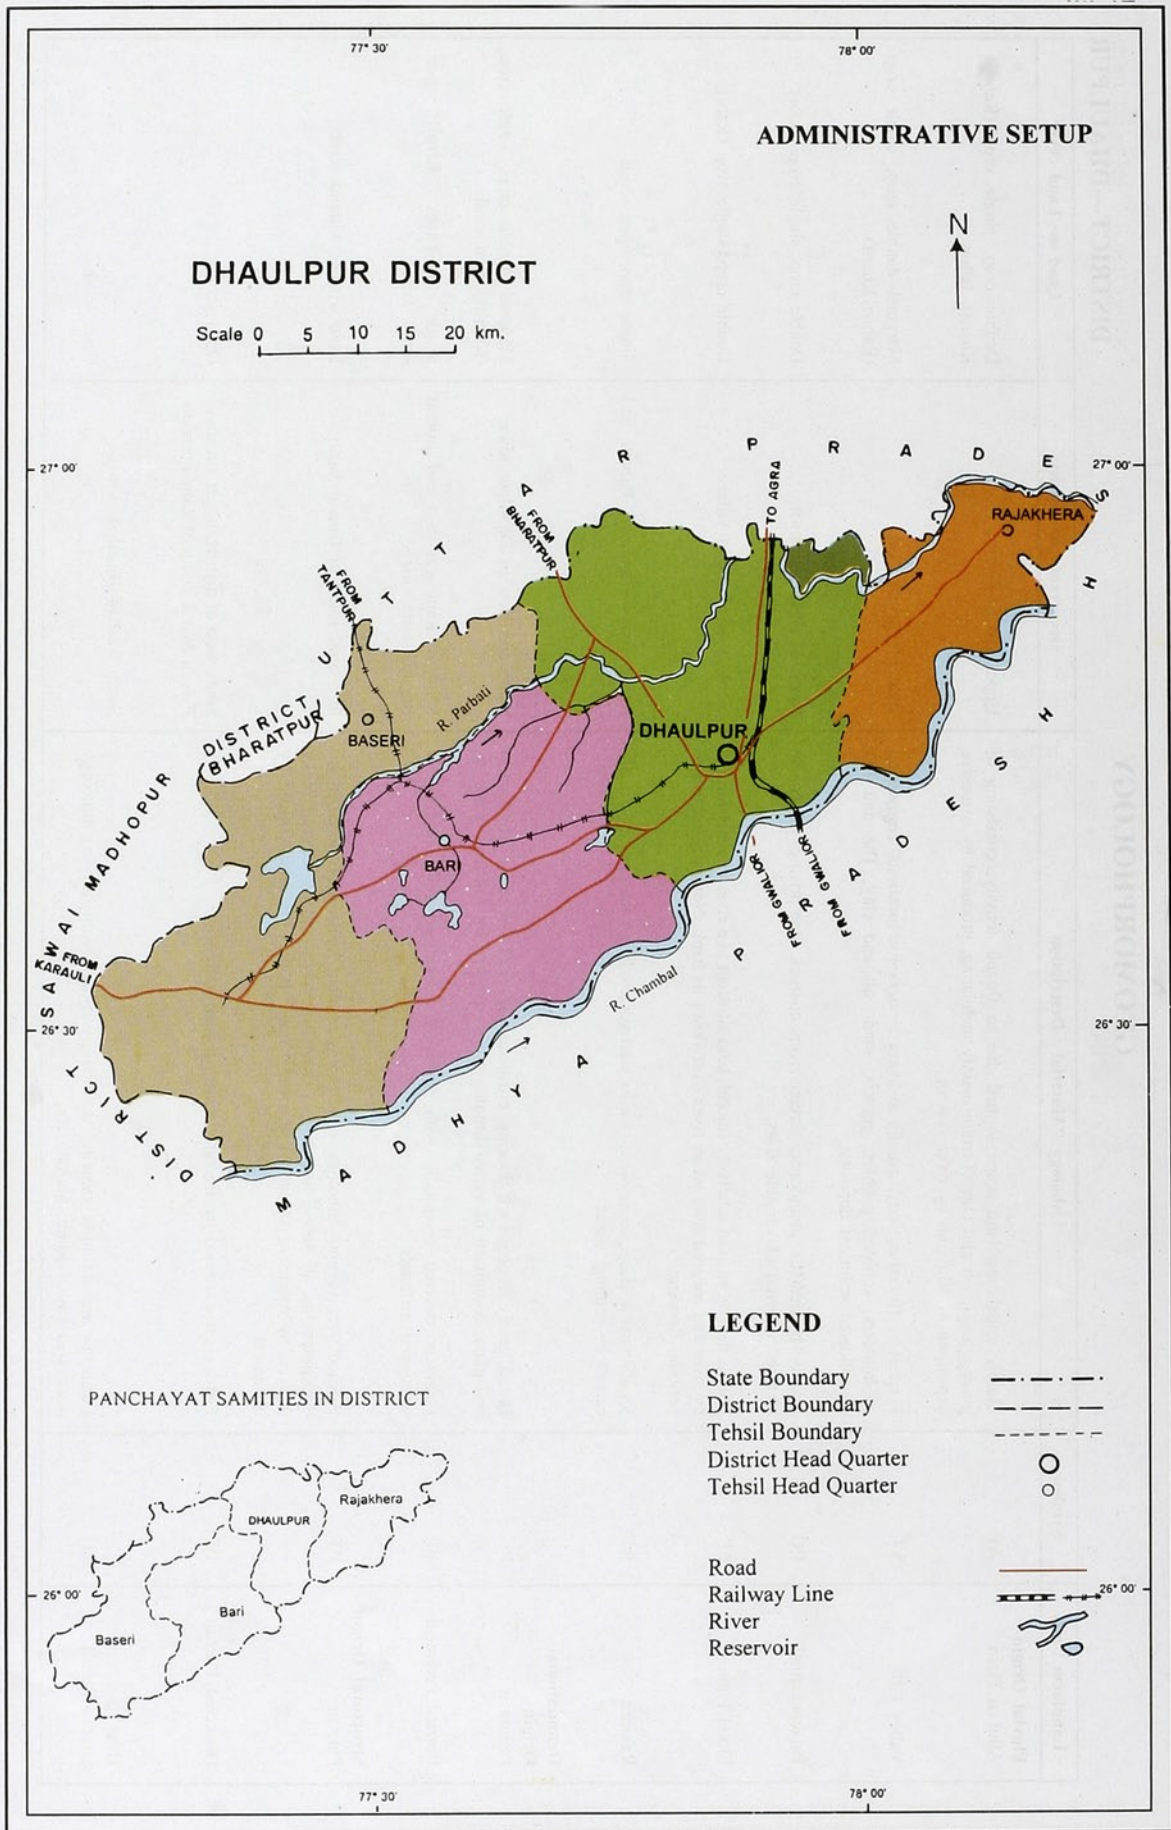 77° 30'
78° 00'
ADMINISTRATIVE SETUP
N
DHAULPUR DISTRICT
Scale 0 5 10 15 20 km.
27° 00'
27° 00'
UTTAR PRADESH
TO AGRA
FROM
BHARATPUR
RAJAKHERA
FROM
TANTPUR
DISTRICT
BHARATPUR
R. Parbati
BASERI
DHAULPUR
DISTRICT SAWAI MADHOPUR
BARI
FROM GWALIOR
FROM GWALIOR
FROM
KARAULI
R. Chambal
26° 30'
26° 30'
MADHYA PRADESH
LEGEND
State Boundary
District Boundary
Tehsil Boundary
District Head Quarter
Tehsil Head Quarter
Road
Railway Line
River
Reservoir
PANCHAYAT SAMITIES IN DISTRICT
Rajakhera
DHAULPUR
Bari
Baseri
26° 00'
26° 00'
77° 30'
78° 00'